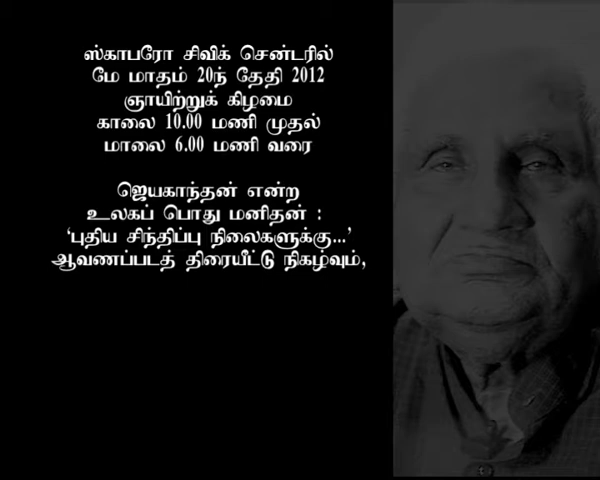 ஸ்காபரோ சிவிக் சென்டரில்
மே மாதம் 20ந் தேதி 2012
ஞாயிற்றுக் கிழமை
காலை 10.00 மணி முதல்
மாலை 6.00 மணி வரை
ஜெயகாந்தன் என்ற
உலகப் பொது மனிதன் :
‘புதிய சிந்திப்பு நிலைகளுக்கு...’
ஆவணப்படத் திரையீட்டு நிகழ்வும்,